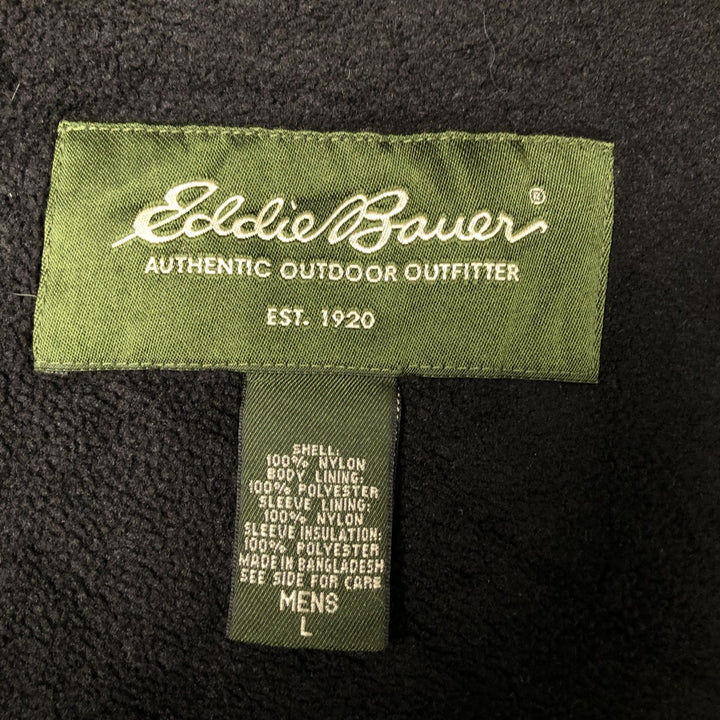 Eddie Bauer®
AUTHENTIC OUTDOOR OUTFITTER
EST. 1920
SHELL:
100% NYLON
BODY LINING:
100% POLYESTER
SLEEVE LINING:
100% NYLON
SLEEVE INSULATION:
100% POLYESTER
MADE IN BANGLADESH
SEE SIDE FOR CARE
MENS
L